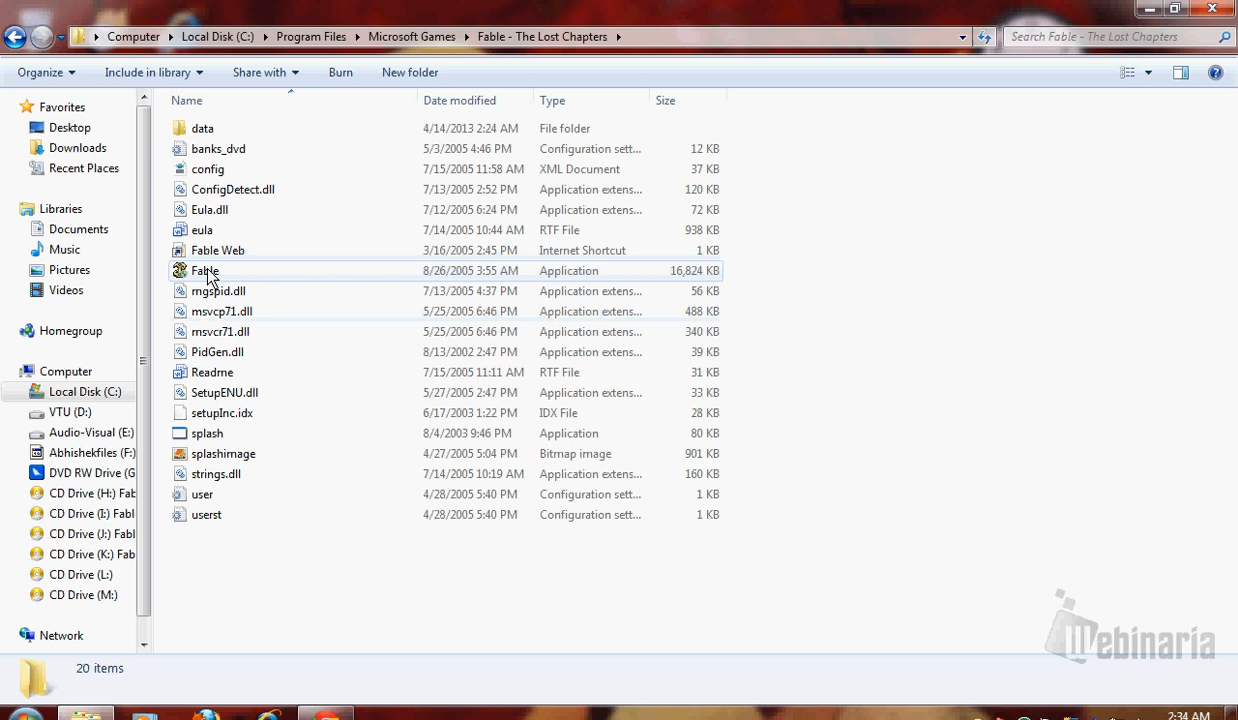 Computer ▸ Local Disk (C:) ▸ Program Files ▸ Microsoft Games ▸ Fable - The Lost Chapters ▸
Search Fable - The Lost Chapters
Organize Include in library Share with Burn New folder
Name Date modified Type Size
Favorites
Desktop
Downloads
Recent Places
Libraries
Documents
Music
Pictures
Videos
Homegroup
Computer
Local Disk (C:)
VTU (D:)
Audio-Visual (E:)
Abhishekfiles (F:)
DVD RW Drive (G
CD Drive (H:) Fab
CD Drive (I:) Fabl
CD Drive (J:) Fabl
CD Drive (K:) Fab
CD Drive (L:)
CD Drive (M:)
Network
data 4/14/2013 2:24 AM File folder
banks_dvd 5/3/2005 4:46 PM Configuration sett... 12 KB
config 7/15/2005 11:58 AM XML Document 37 KB
ConfigDetect.dll 7/13/2005 2:52 PM Application extens... 120 KB
Eula.dll 7/12/2005 6:24 PM Application extens... 72 KB
eula 7/14/2005 10:44 AM RTF File 938 KB
Fable Web 3/16/2005 2:45 PM Internet Shortcut 1 KB
Fable 8/26/2005 3:55 AM Application 16,824 KB
mgspid.dll 7/13/2005 4:37 PM Application extens... 56 KB
msvcp71.dll 5/25/2005 6:46 PM Application extens... 488 KB
msvcr71.dll 5/25/2005 6:46 PM Application extens... 340 KB
PidGen.dll 8/13/2002 2:47 PM Application extens... 39 KB
Readme 7/15/2005 11:11 AM RTF File 31 KB
SetupENU.dll 5/27/2005 2:47 PM Application extens... 33 KB
setupInc.idx 6/17/2003 1:22 PM IDX File 28 KB
splash 8/4/2003 9:46 PM Application 80 KB
splashimage 4/27/2005 5:04 PM Bitmap image 901 KB
strings.dll 7/14/2005 10:19 AM Application extens... 160 KB
user 4/28/2005 5:40 PM Configuration sett... 1 KB
userst 4/28/2005 5:40 PM Configuration sett... 1 KB
Webinaria
20 items
2:34 AM